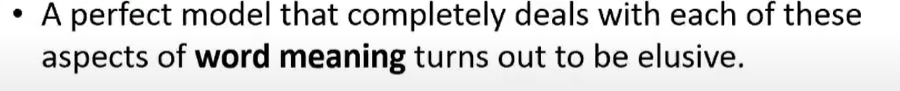 • A perfect model that completely deals with each of these
aspects of word meaning turns out to be elusive.